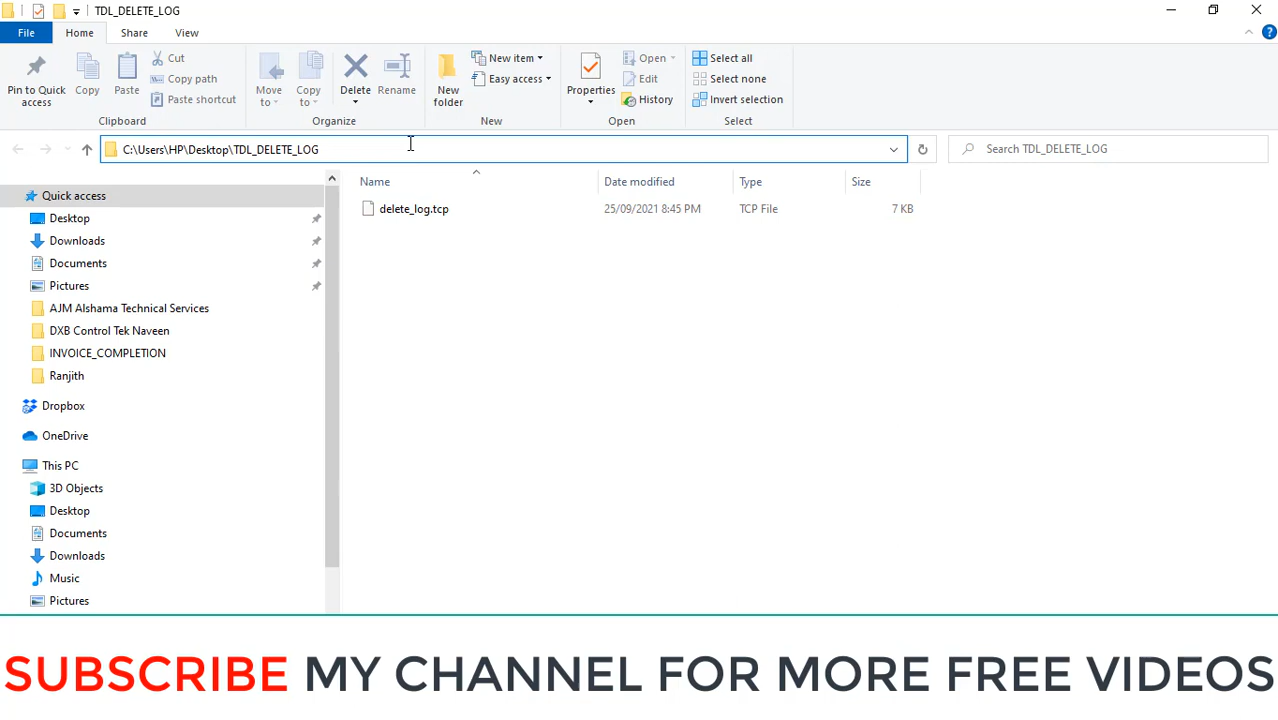 TDL_DELETE_LOG
File Home Share View
Pin to Quick access
Copy
Paste
Cut
Copy path
Paste shortcut
Clipboard
Move to
Copy to
Delete
Rename
Organize
New folder
New item
Easy access
New
Properties
Open
Edit
History
Open
Select all
Select none
Invert selection
Select
C:\Users\HP\Desktop\TDL_DELETE_LOG
Search TDL_DELETE_LOG
Name Date modified Type Size
delete_log.tcp 25/09/2021 8:45 PM TCP File 7 KB
Quick access
Desktop
Downloads
Documents
Pictures
AJM Alshama Technical Services
DXB Control Tek Naveen
INVOICE_COMPLETION
Ranjith
Dropbox
OneDrive
This PC
3D Objects
Desktop
Documents
Downloads
Music
Pictures
SUBSCRIBE MY CHANNEL FOR MORE FREE VIDEOS